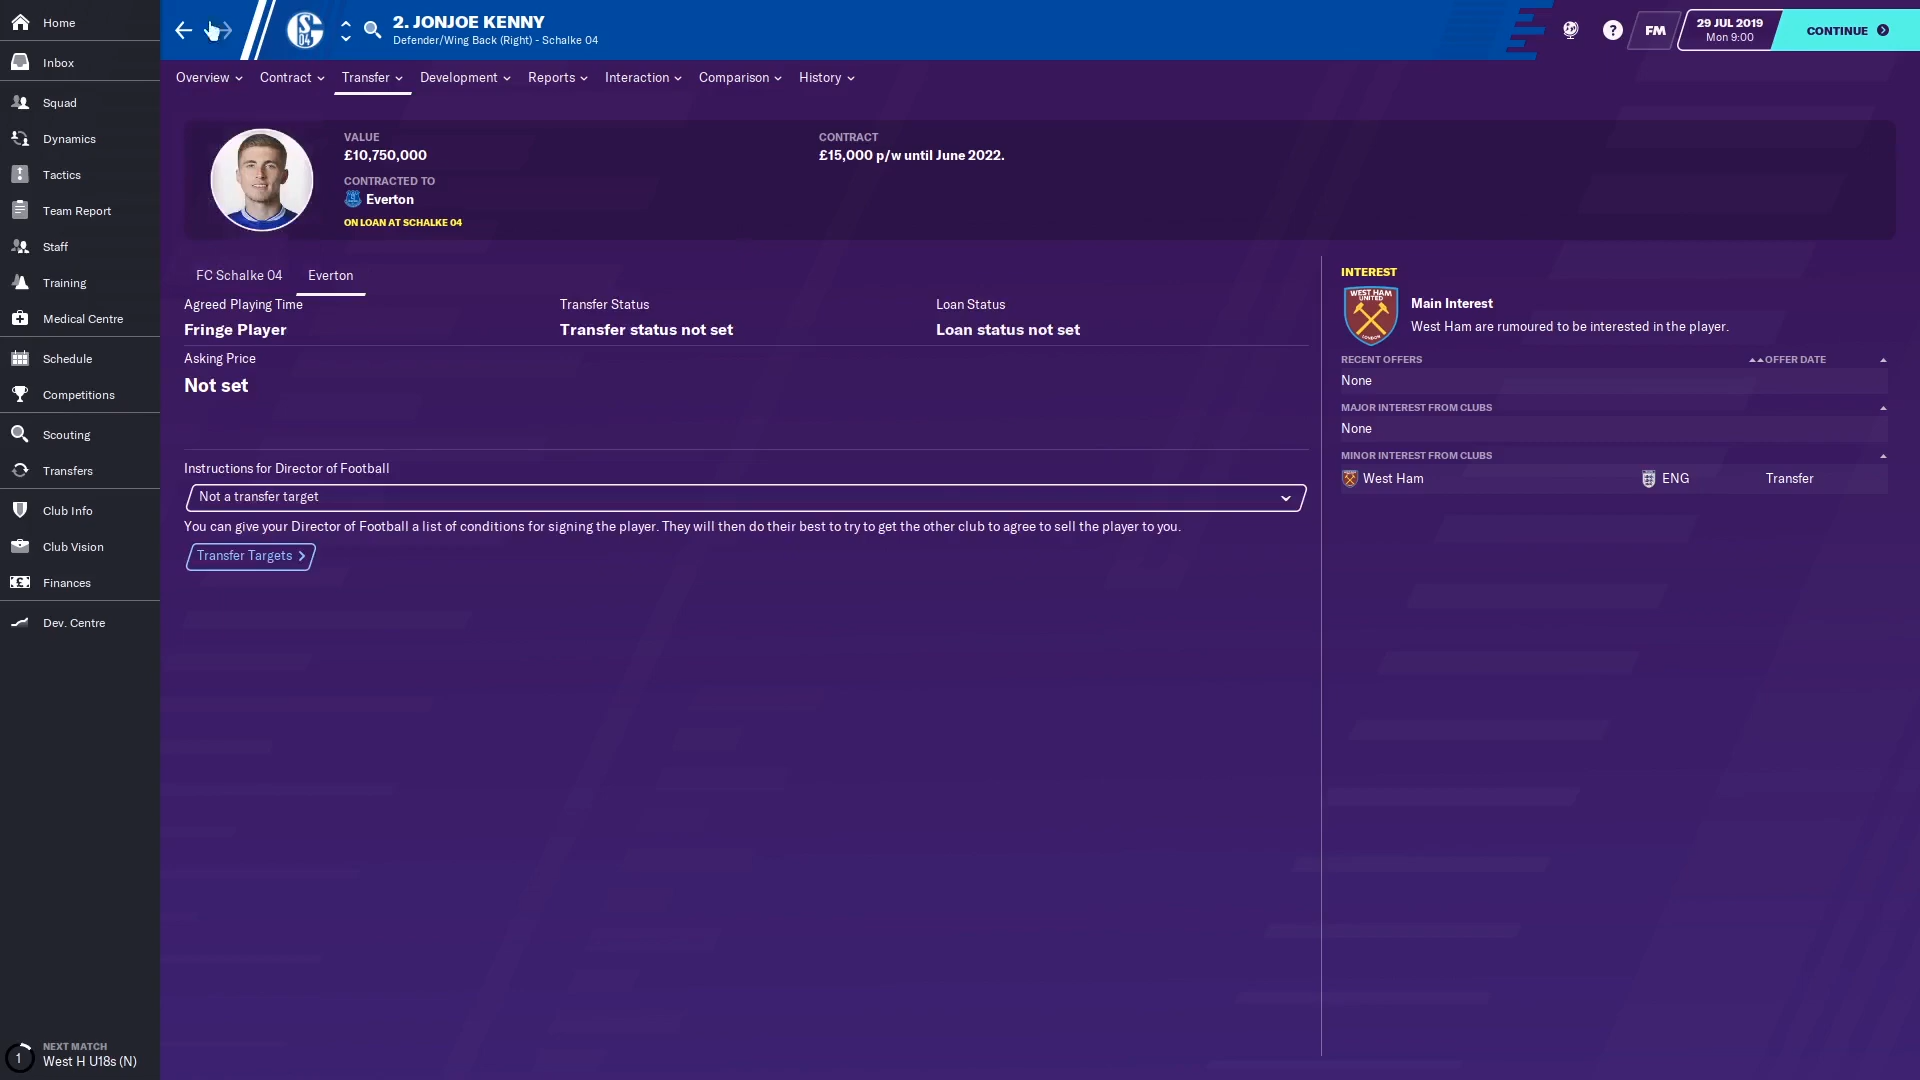 Home
Inbox
Squad
Dynamics
Tactics
Team Report
Staff
Training
Medical Centre
Schedule
Competitions
Scouting
Transfers
Club Info
Club Vision
Finances
Dev. Centre
1
NEXT MATCH
West H U18s (N)
S 04
2. JONJOE KENNY
Defender/Wing Back (Right) - Schalke 04
?
FM
29 JUL 2019
Mon 9:00
CONTINUE
Overview
Contract
Transfer
Development
Reports
Interaction
Comparison
History
VALUE
£10,750,000
CONTRACTED TO
Everton
ON LOAN AT SCHALKE 04
CONTRACT
£15,000 p/w until June 2022.
FC Schalke 04
Everton
Agreed Playing Time
Fringe Player
Transfer Status
Transfer status not set
Loan Status
Loan status not set
Asking Price
Not set
Instructions for Director of Football
Not a transfer target
You can give your Director of Football a list of conditions for signing the player. They will then do their best to try to get the other club to agree to sell the player to you.
Transfer Targets
INTEREST
WEST HAM
UNITED
LONDON
Main Interest
West Ham are rumoured to be interested in the player.
RECENT OFFERS
OFFER DATE
None
MAJOR INTEREST FROM CLUBS
None
MINOR INTEREST FROM CLUBS
West Ham
ENG
Transfer